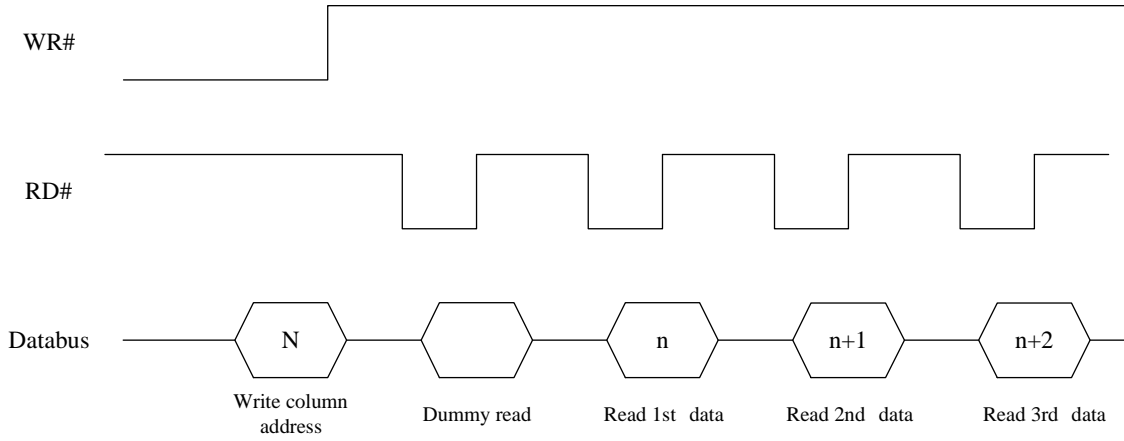 WR#
RD#
Databus
N
n
n+1
n+2
Write column
address
Dummy read
Read 1st data
Read 2nd data
Read 3rd data